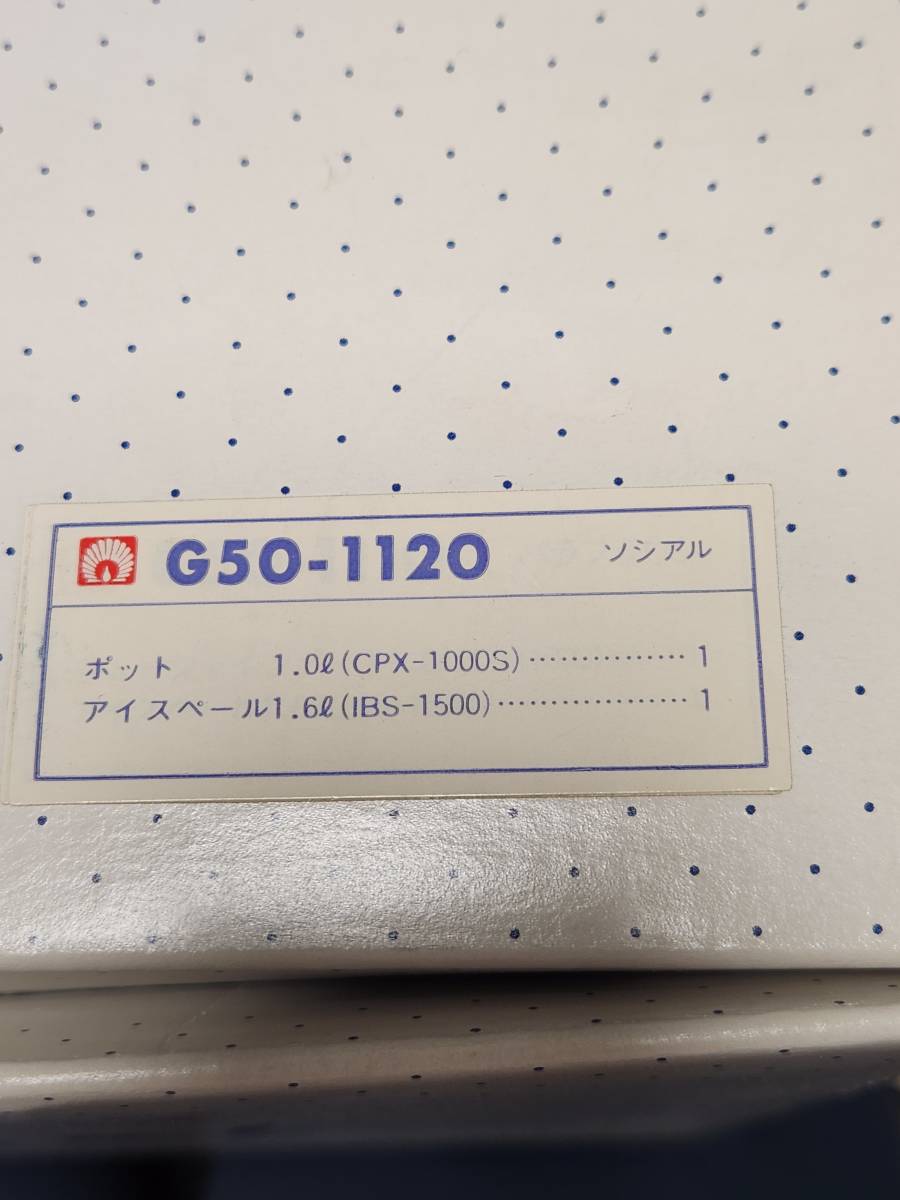 G50-1120 ソシアル
ポット 1.0ℓ(CPX-1000S)……………1
アイスペール1.6ℓ(IBS-1500)………………1